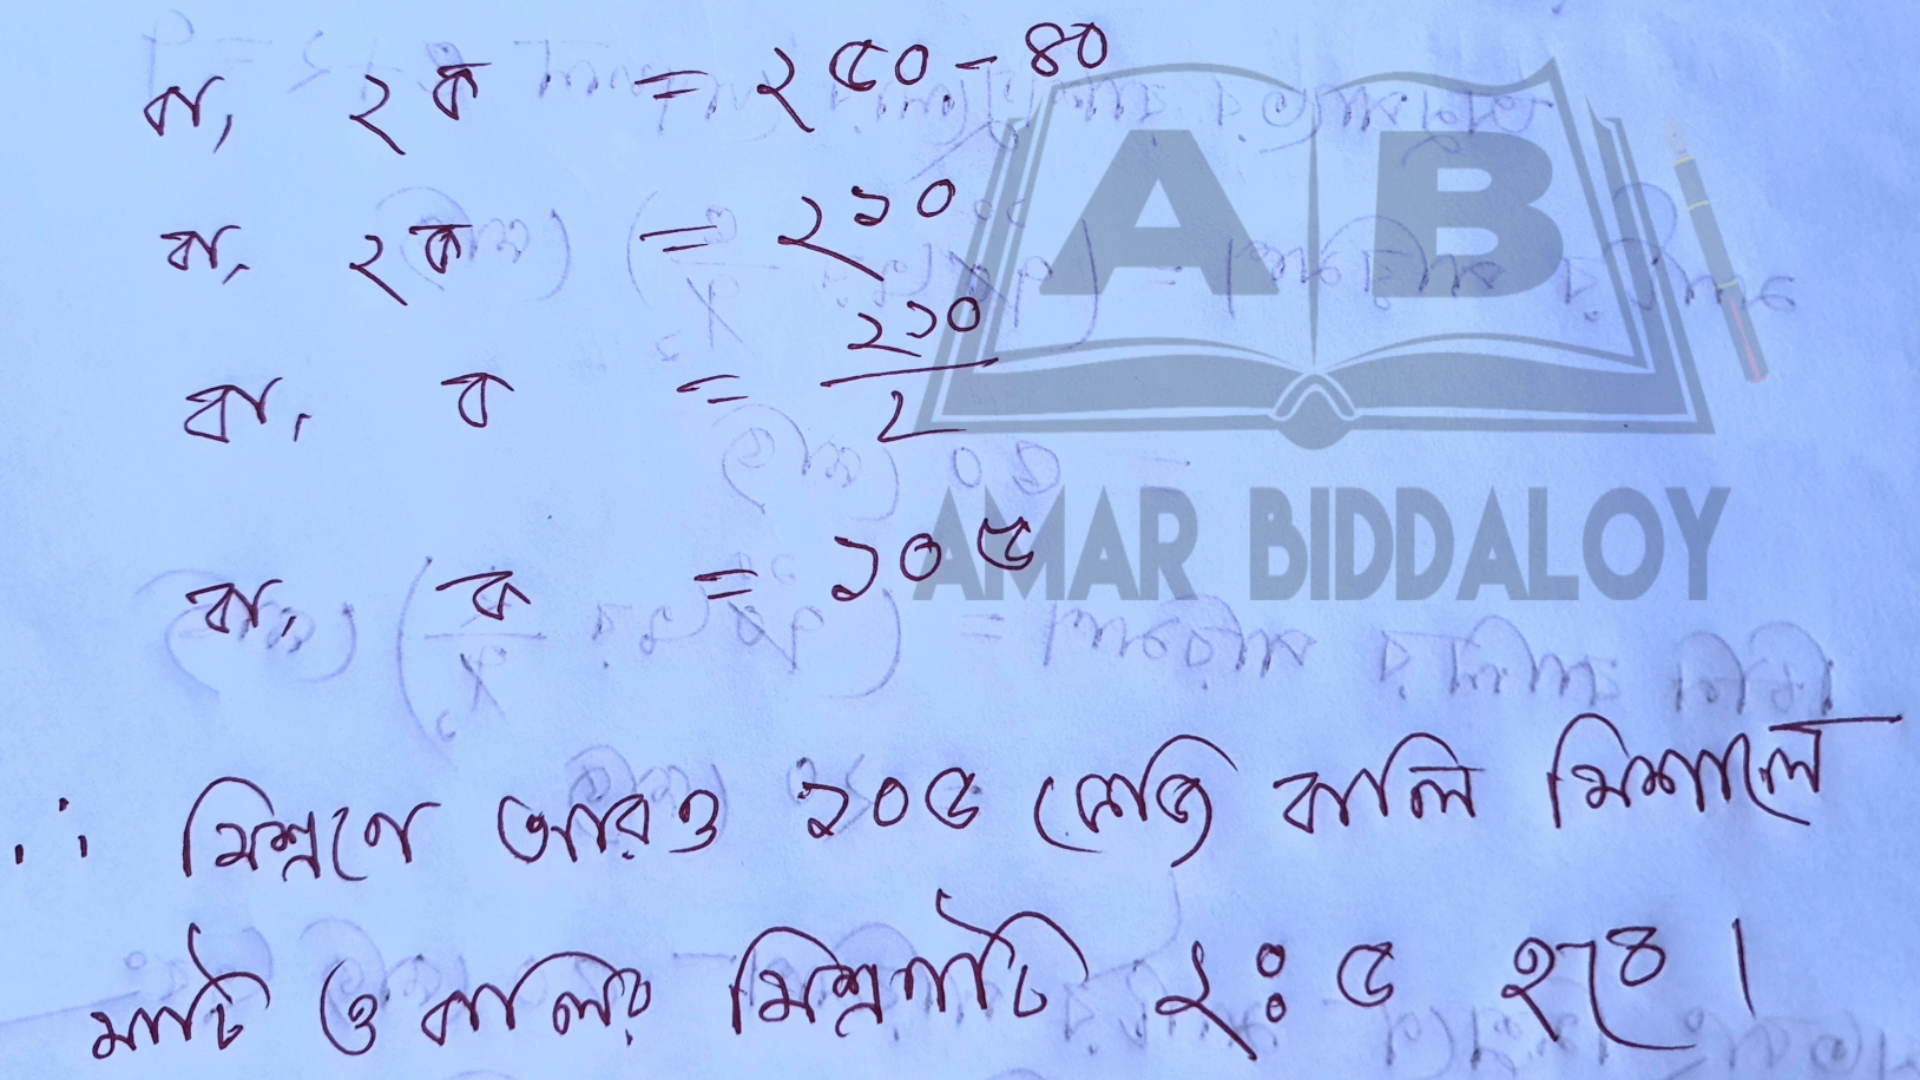 বা, ২ক = ২৫০-৪০
বা, ২ক = ২১০
বা, ক = ২১০/২
বা, ক = ১০৫
∴ মিশ্রণে আরও ১০৫ কেজি বালি মিশালে
মাটি ও বালির মিশ্রণটি ২:৫ হবে।
AB
AMAR BIDDALOY